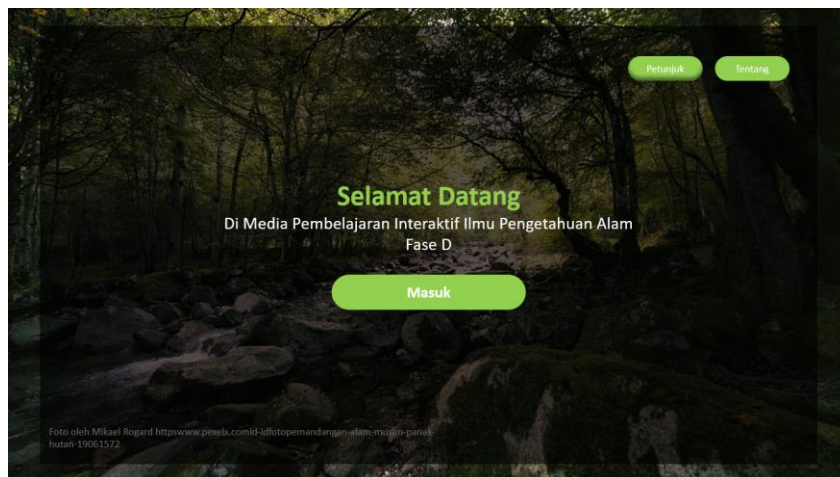 Petunjuk
Tentang
Selamat Datang
Di Media Pembelajaran Interaktif Ilmu Pengetahuan Alam
Fase D
Masuk
Foto oleh Mikael Rogard httpswww.pexels.comid-idfotopemandangan-alam-musim-panas-
hutan-19061572